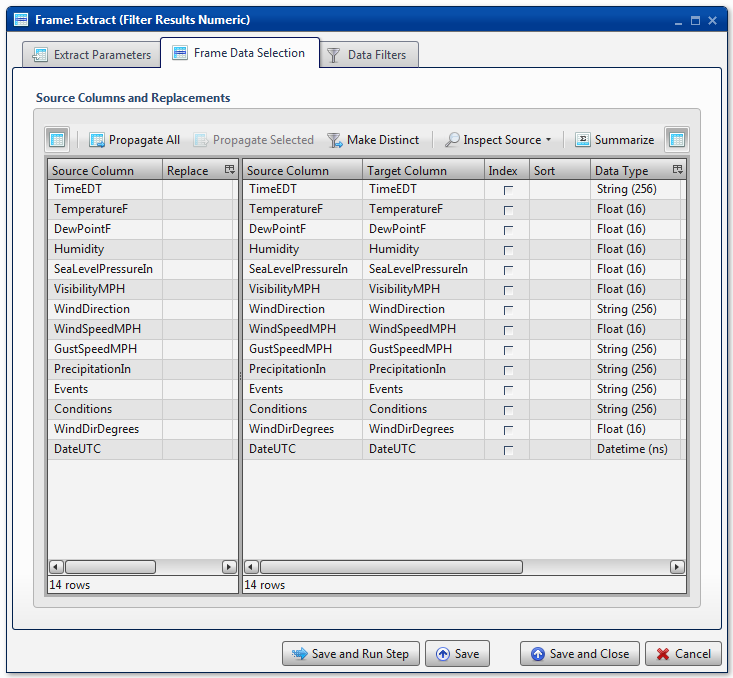 Frame: Extract (Filter Results Numeric)
Extract Parameters Frame Data Selection Data Filters
Source Columns and Replacements
Propagate All Propagate Selected Make Distinct Inspect Source Summarize
Source Column Replace Source Column Target Column Index Sort Data Type
TimeEDT TimeEDT TimeEDT String (256)
TemperatureF TemperatureF TemperatureF Float (16)
DewPointF DewPointF DewPointF Float (16)
Humidity Humidity Humidity Float (16)
SeaLevelPressureIn SeaLevelPressureIn SeaLevelPressureIn Float (16)
VisibilityMPH VisibilityMPH VisibilityMPH Float (16)
WindDirection WindDirection WindDirection String (256)
WindSpeedMPH WindSpeedMPH WindSpeedMPH Float (16)
GustSpeedMPH GustSpeedMPH GustSpeedMPH String (256)
PrecipitationIn PrecipitationIn PrecipitationIn String (256)
Events Events Events String (256)
Conditions Conditions Conditions String (256)
WindDirDegrees WindDirDegrees WindDirDegrees Float (16)
DateUTC DateUTC DateUTC Datetime (ns)
14 rows 14 rows
Save and Run Step Save Save and Close Cancel